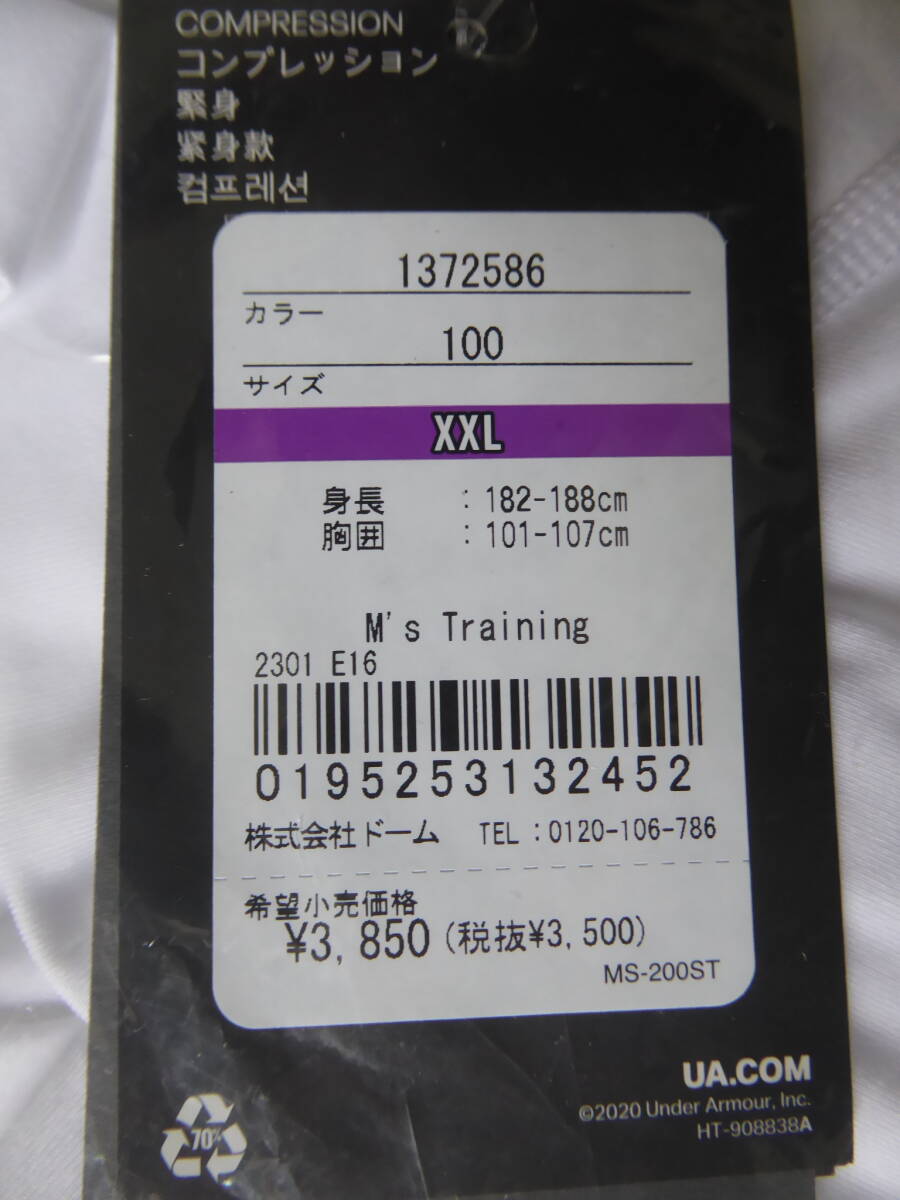 COMPRESSION
コンプレッション
緊身
紧身款
컴프레션
1372586
カラー
100
サイズ
XXL
身長 : 182-188cm
胸囲 : 101-107cm
M's Training
2301 E16
0195253132452
株式会社ドーム TEL:0120-106-786
希望小売価格
¥3,850(税抜¥3,500)
MS-200ST
UA.COM
©2020 Under Armour, Inc.
HT-908838A
70%